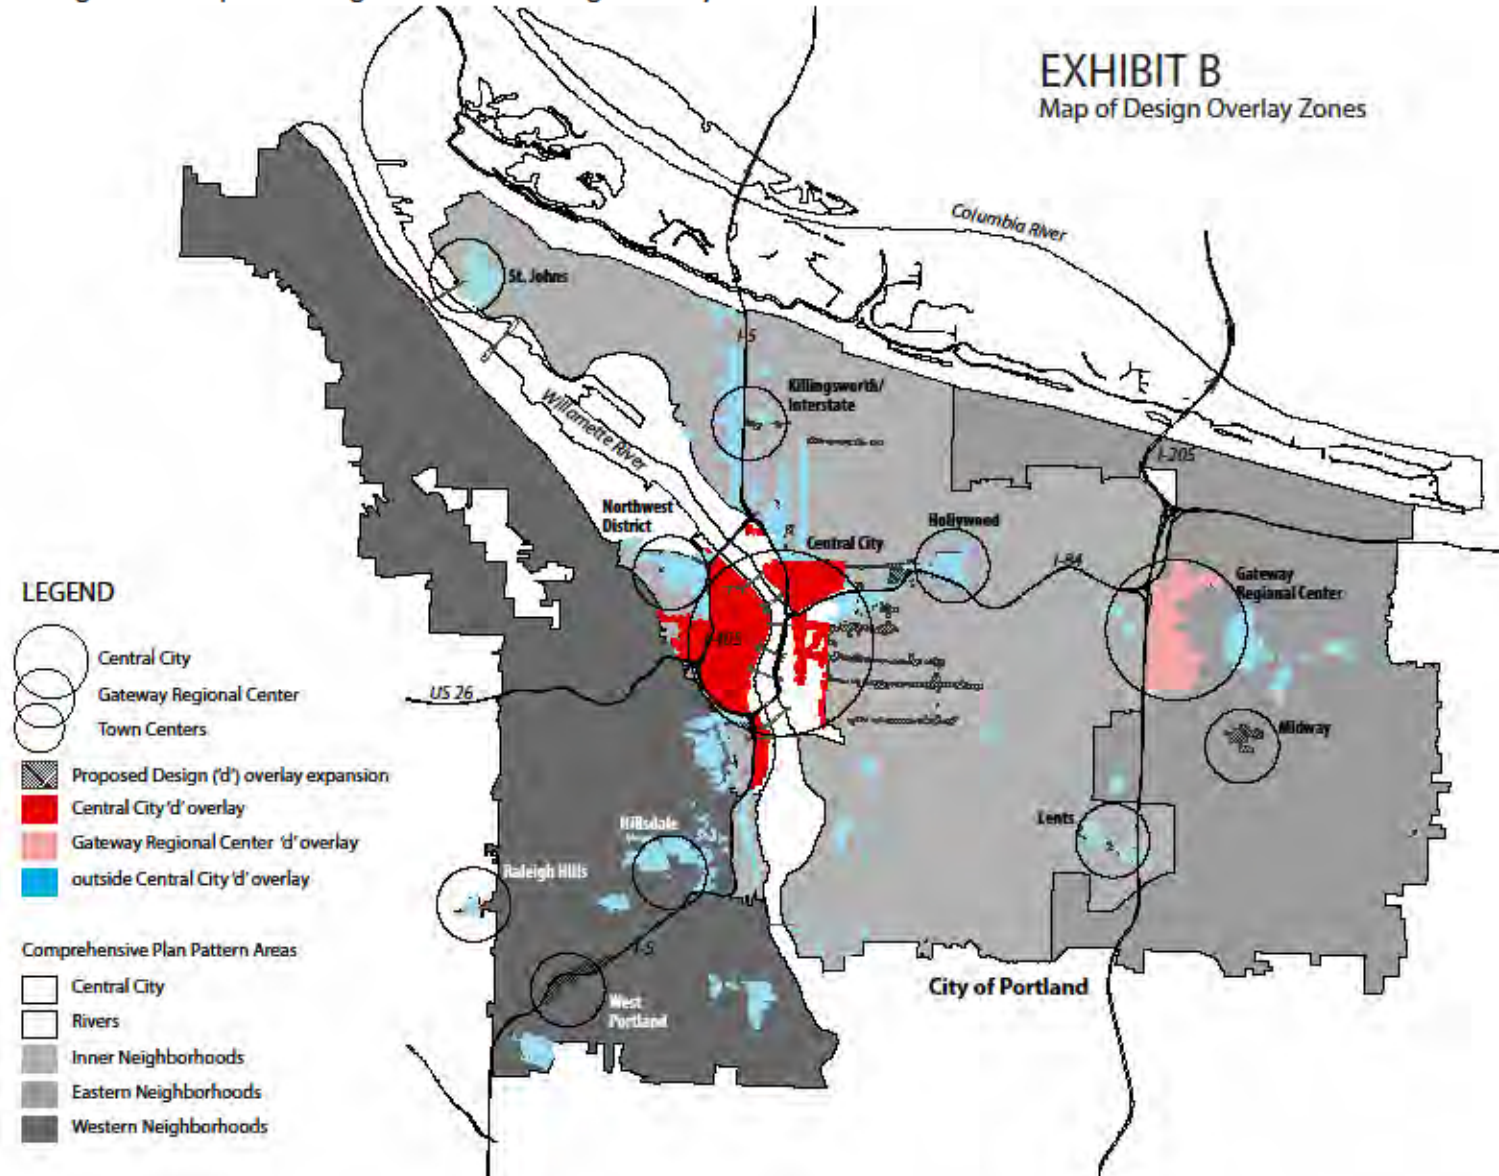 EXHIBIT B
Map of Design Overlay Zones
Columbia River
St. Johns
I-5
Killingsworth/
Interstate
Willamette River
I-205
Northwest
District
Hollywood
Central City
I-84
Gateway
Regional Center
I-405
US 26
Midway
Hillsdale
Lents
Raleigh Hills
I-5
West
Portland
City of Portland
LEGEND
Central City
Gateway Regional Center
Town Centers
Proposed Design ('d') overlay expansion
Central City 'd' overlay
Gateway Regional Center 'd' overlay
outside Central City 'd' overlay
Comprehensive Plan Pattern Areas
Central City
Rivers
Inner Neighborhoods
Eastern Neighborhoods
Western Neighborhoods